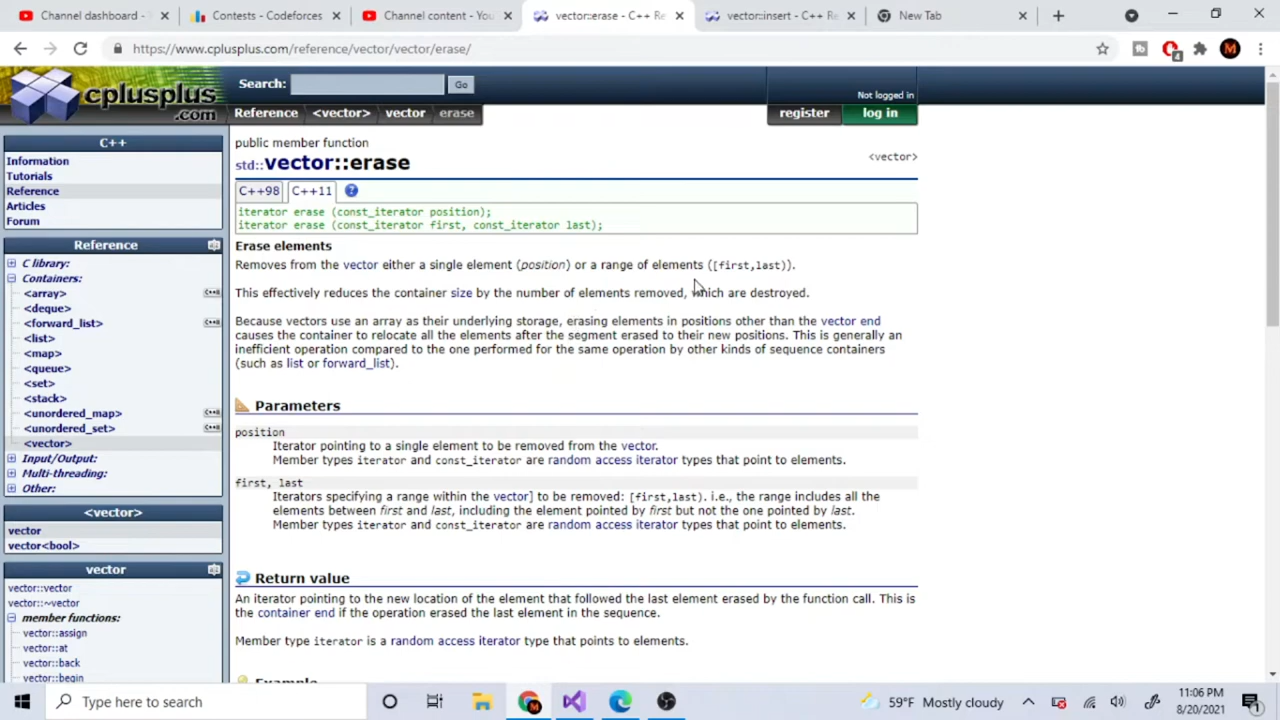 Channel dashboard - You
Contests - Codeforces
Channel content - You
vector::erase - C++ Re
vector::insert - C++ R
New Tab
https://www.cplusplus.com/reference/vector/vector/erase/
M
4
cplusplus
.com
Search:
Go
Not logged in
Reference
<vector>
vector
erase
register
log in
C++
Information
Tutorials
Reference
Articles
Forum
Reference
C library:
Containers:
<array>
<deque>
<forward_list>
<list>
<map>
<queue>
<set>
<stack>
<unordered_map>
<unordered_set>
<vector>
Input/Output:
Multi-threading:
Other:
<vector>
vector
vector<bool>
vector
vector::vector
vector::~vector
member functions:
vector::assign
vector::at
vector::back
vector::begin
public member function
<vector>
std::vector::erase
C++98
C++11
?
iterator erase (const_iterator position);
iterator erase (const_iterator first, const_iterator last);
Erase elements
Removes from the vector either a single element (position) or a range of elements ([first,last)).
This effectively reduces the container size by the number of elements removed, which are destroyed.
Because vectors use an array as their underlying storage, erasing elements in positions other than the vector end
causes the container to relocate all the elements after the segment erased to their new positions. This is generally an
inefficient operation compared to the one performed for the same operation by other kinds of sequence containers
(such as list or forward_list).
Parameters
position
Iterator pointing to a single element to be removed from the vector.
Member types iterator and const_iterator are random access iterator types that point to elements.
first, last
Iterators specifying a range within the vector] to be removed: [first,last). i.e., the range includes all the
elements between first and last, including the element pointed by first but not the one pointed by last.
Member types iterator and const_iterator are random access iterator types that point to elements.
Return value
An iterator pointing to the new location of the element that followed the last element erased by the function call. This is
the container end if the operation erased the last element in the sequence.
Member type iterator is a random access iterator type that points to elements.
Example
Type here to search
59°F Mostly cloudy
11:06 PM
8/20/2021
1